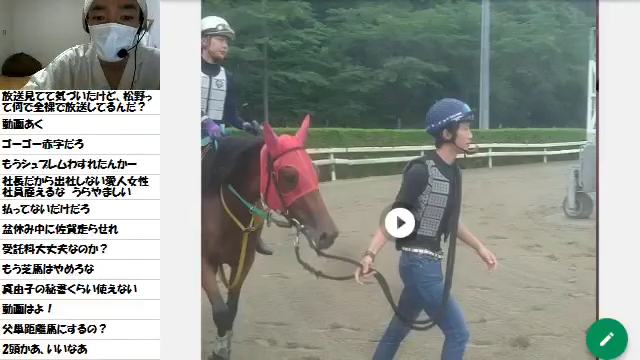 放送見てて気づいたけど、松野っ
て何で全裸で放送してるんだ？
動画あく
ゴーゴー赤字だろ
もうシュプレムわすれたんかー
社長だから出社しない愛人女性
社員雇えるな　うらやましい
払ってないだけだろ
盆休み中に佐賀走らせれ
受託料大丈夫なのか？
もう芝馬はやめろな
真由子の秘書くらい使えない
動画はよ！
父単距離馬にするの？
2頭かあ、いいなあ